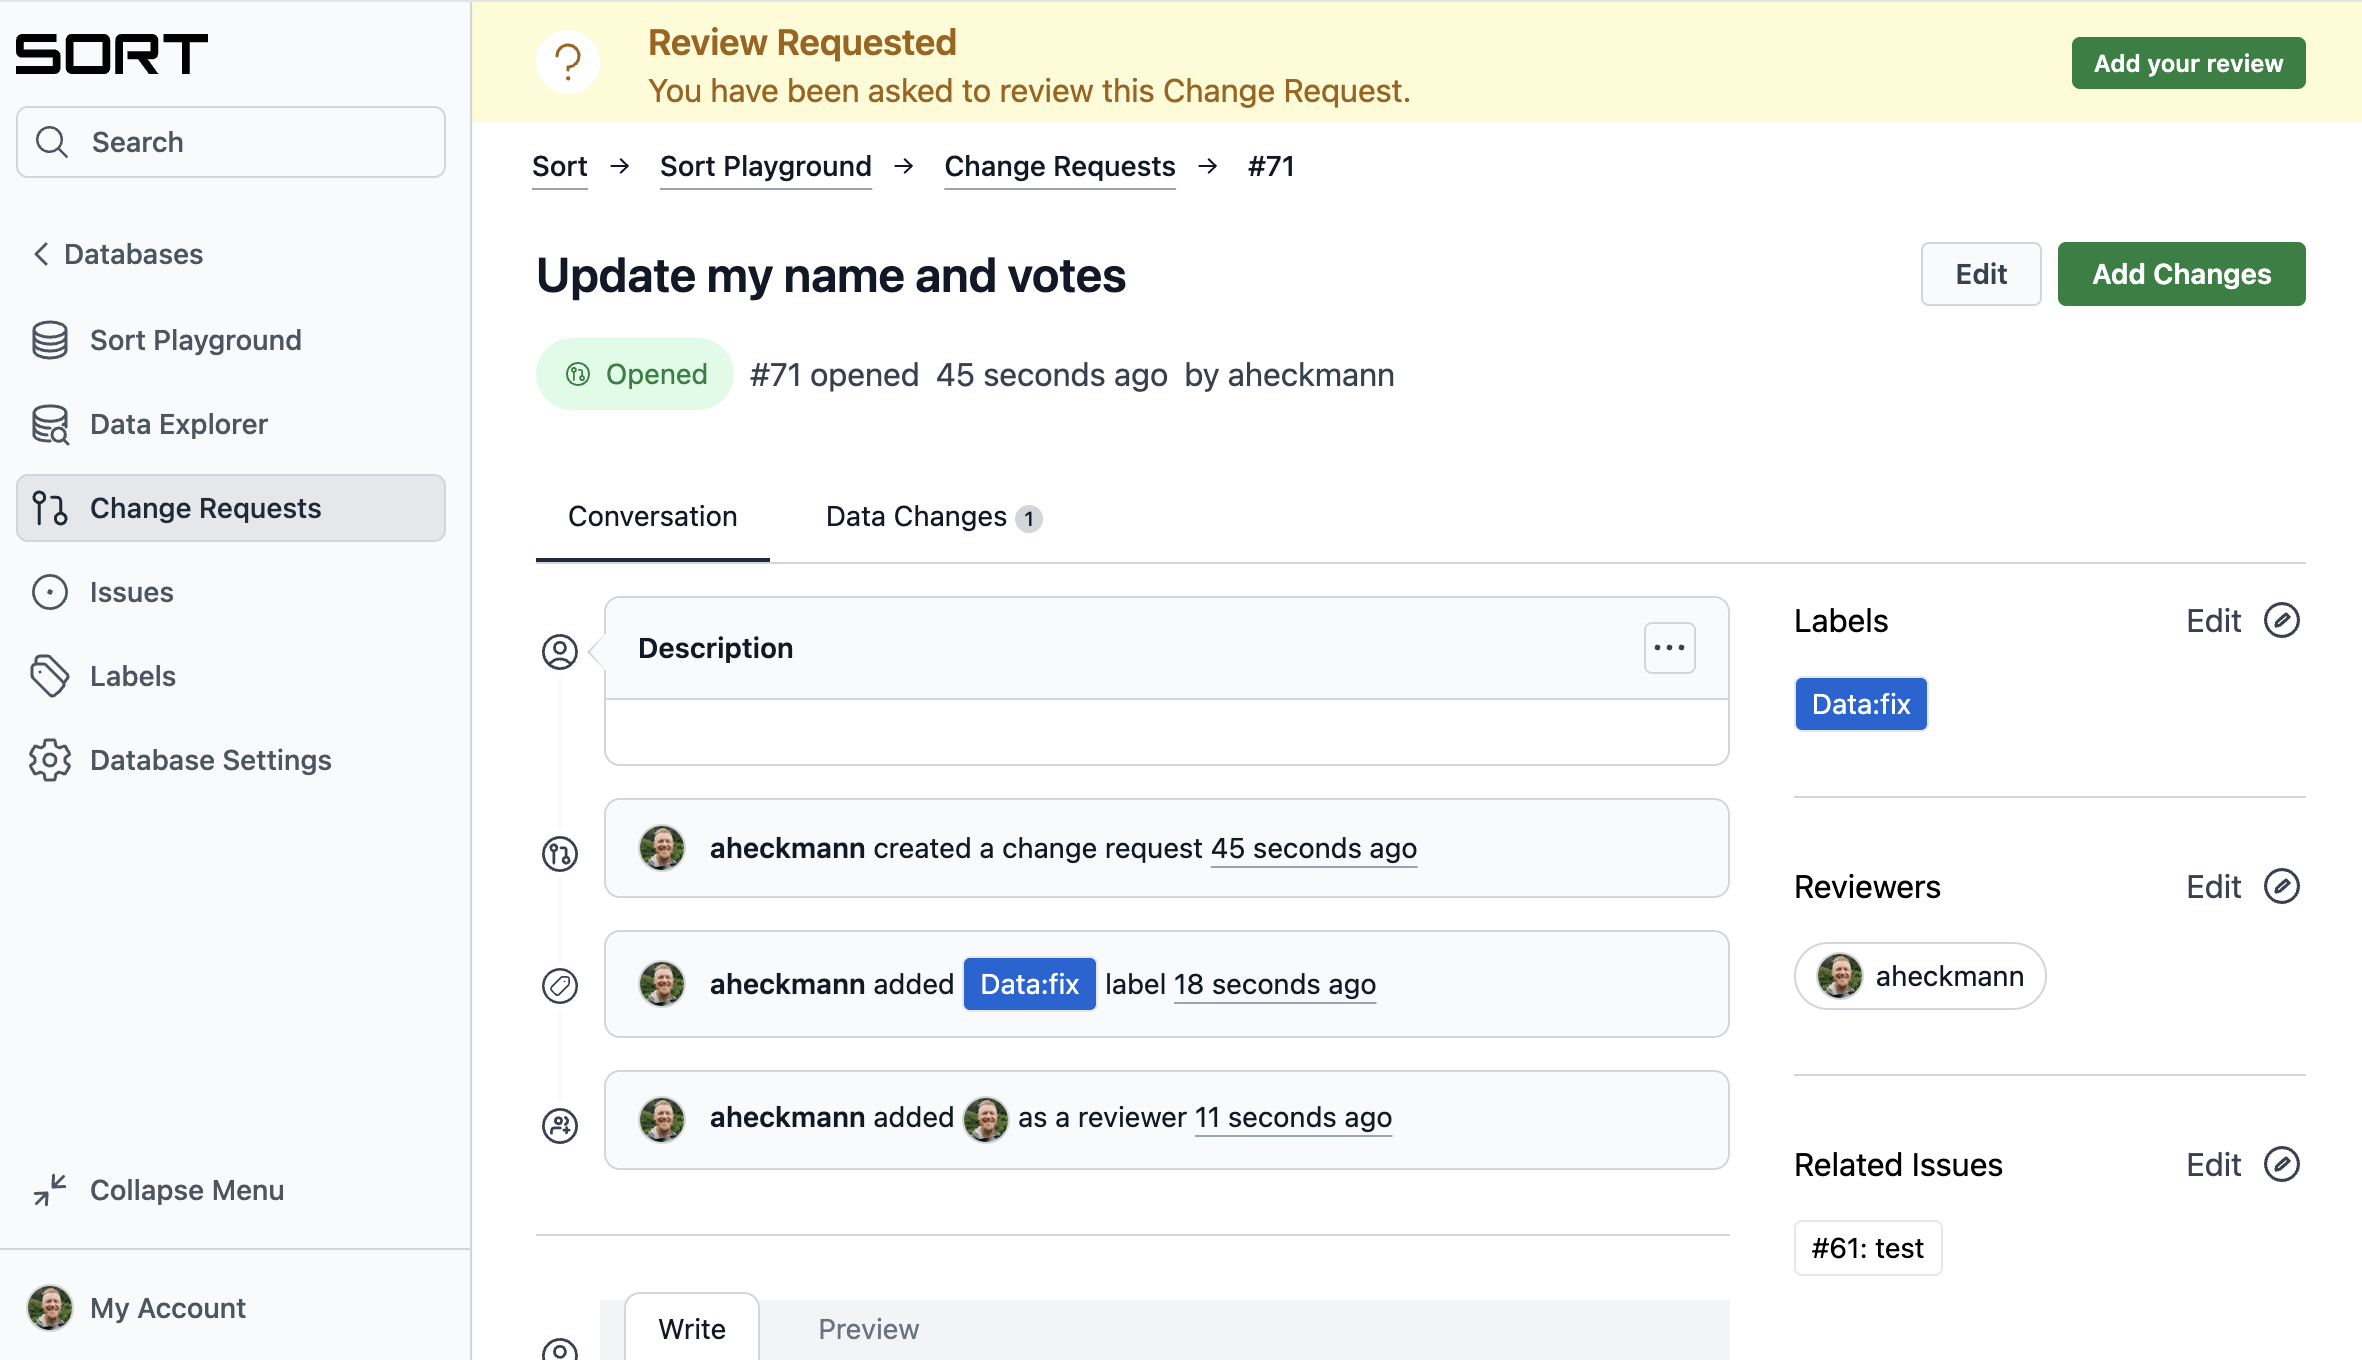 SORT
Search
Databases
Sort Playground
Data Explorer
Change Requests
Issues
Labels
Database Settings
Collapse Menu
My Account
Review Requested
You have been asked to review this Change Request.
Add your review
Sort → Sort Playground → Change Requests → #71
Update my name and votes
Edit
Add Changes
Opened
#71 opened 45 seconds ago by aheckmann
Conversation
Data Changes 1
Description
aheckmann created a change request 45 seconds ago
aheckmann added Data:fix label 18 seconds ago
aheckmann added as a reviewer 11 seconds ago
Write
Preview
Labels
Edit
Data:fix
Reviewers
Edit
aheckmann
Related Issues
Edit
#61: test